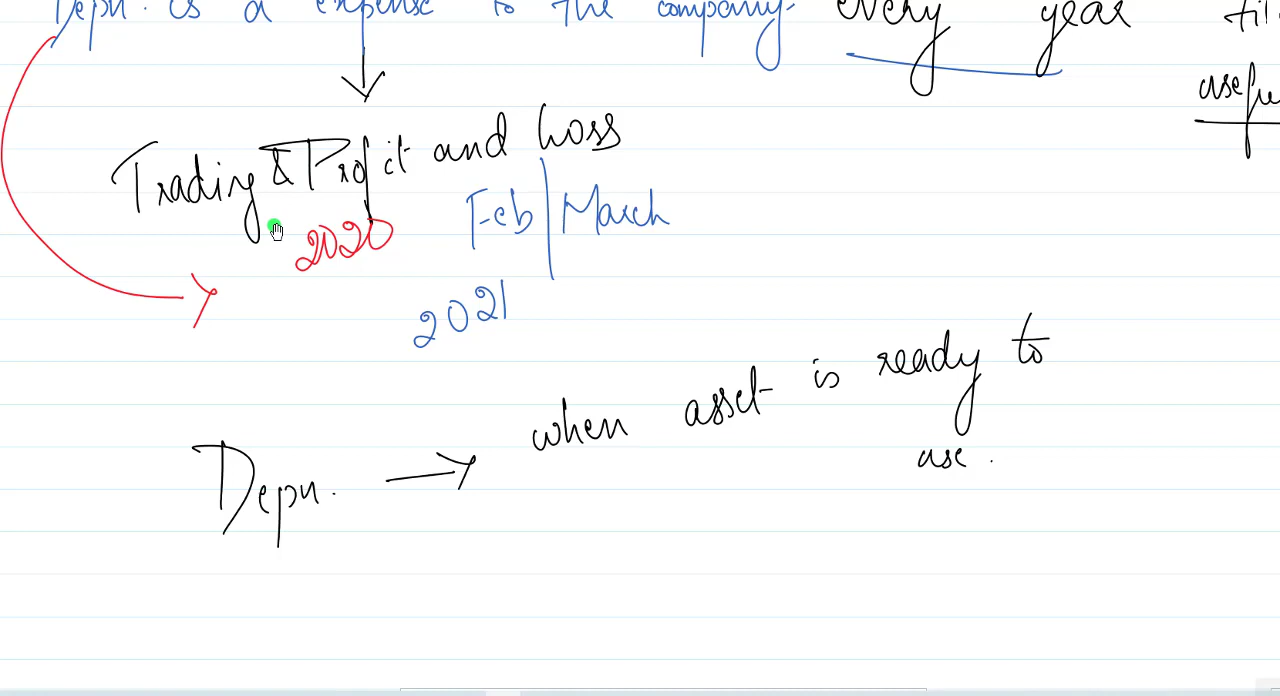 Depn. is a expense to the company. every year til
useful
Trading & Profit and Loss
2020 Feb | March
2021
when asset is ready to
use.
Depn. →